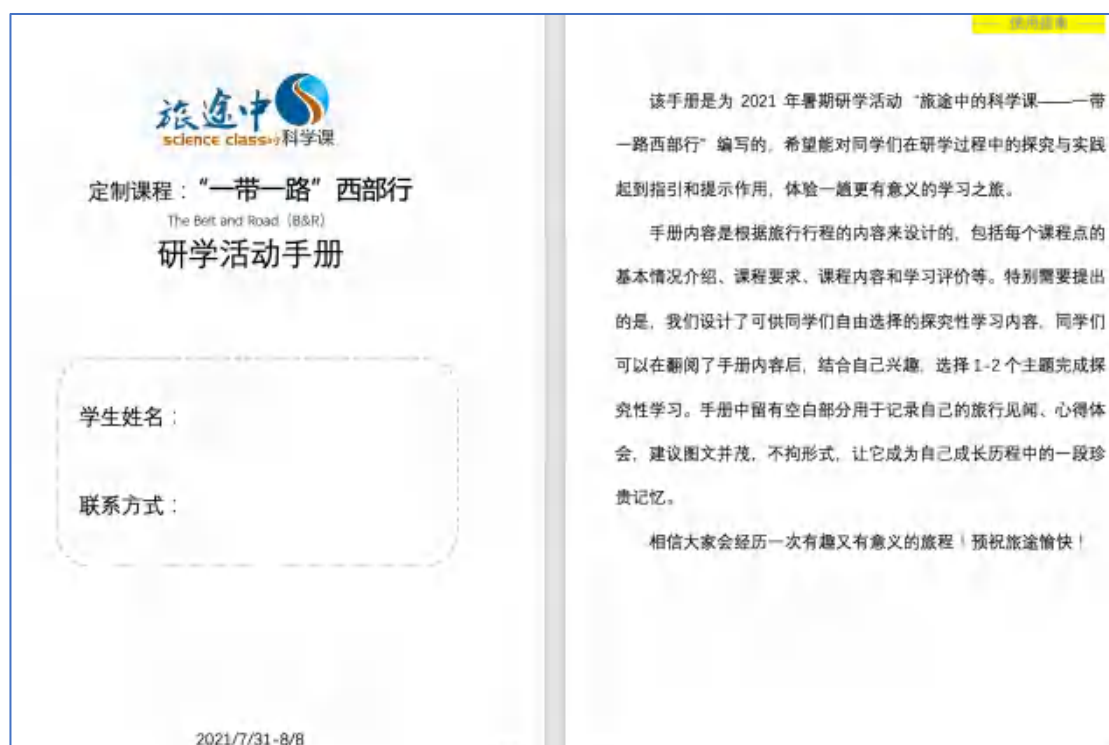 旅途中
science class 科学课
定制课程：“一带一路”西部行
The Belt and Road (B&R)
研学活动手册
学生姓名：
联系方式：
2021/7/31-8/8
该手册是为 2021 年暑期研学活动“旅途中的科学课——一带
一路西部行”编写的，希望能对同学们在研学过程中的探究与实践
起到指引和提示作用，体验一趟更有意义的学习之旅。
手册内容是根据旅行行程的内容来设计的，包括每个课程点的
基本情况介绍、课程要求、课程内容和学习评价等。特别需要提出
的是，我们设计了可供同学们自由选择的探究性学习内容，同学们
可以在翻阅了手册内容后，结合自己兴趣，选择 1-2 个主题完成探
究性学习。手册中留有空白部分用于记录自己的旅行见闻、心得体
会，建议图文并茂，不拘形式，让它成为自己成长历程中的一段珍
贵记忆。
相信大家会经历一次有趣又有意义的旅程！预祝旅途愉快！